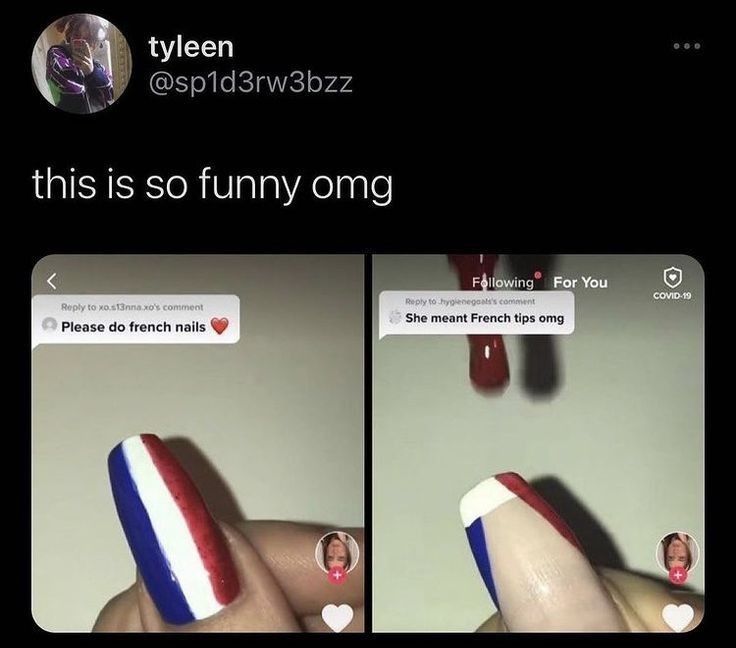 tyleen
@sp1d3rw3bzz
this is so funny omg
Reply to xo.s13nna.xo's comment
Please do french nails ❤️
Following For You
COVID-19
Reply to .hygienegoals's comment
She meant French tips omg